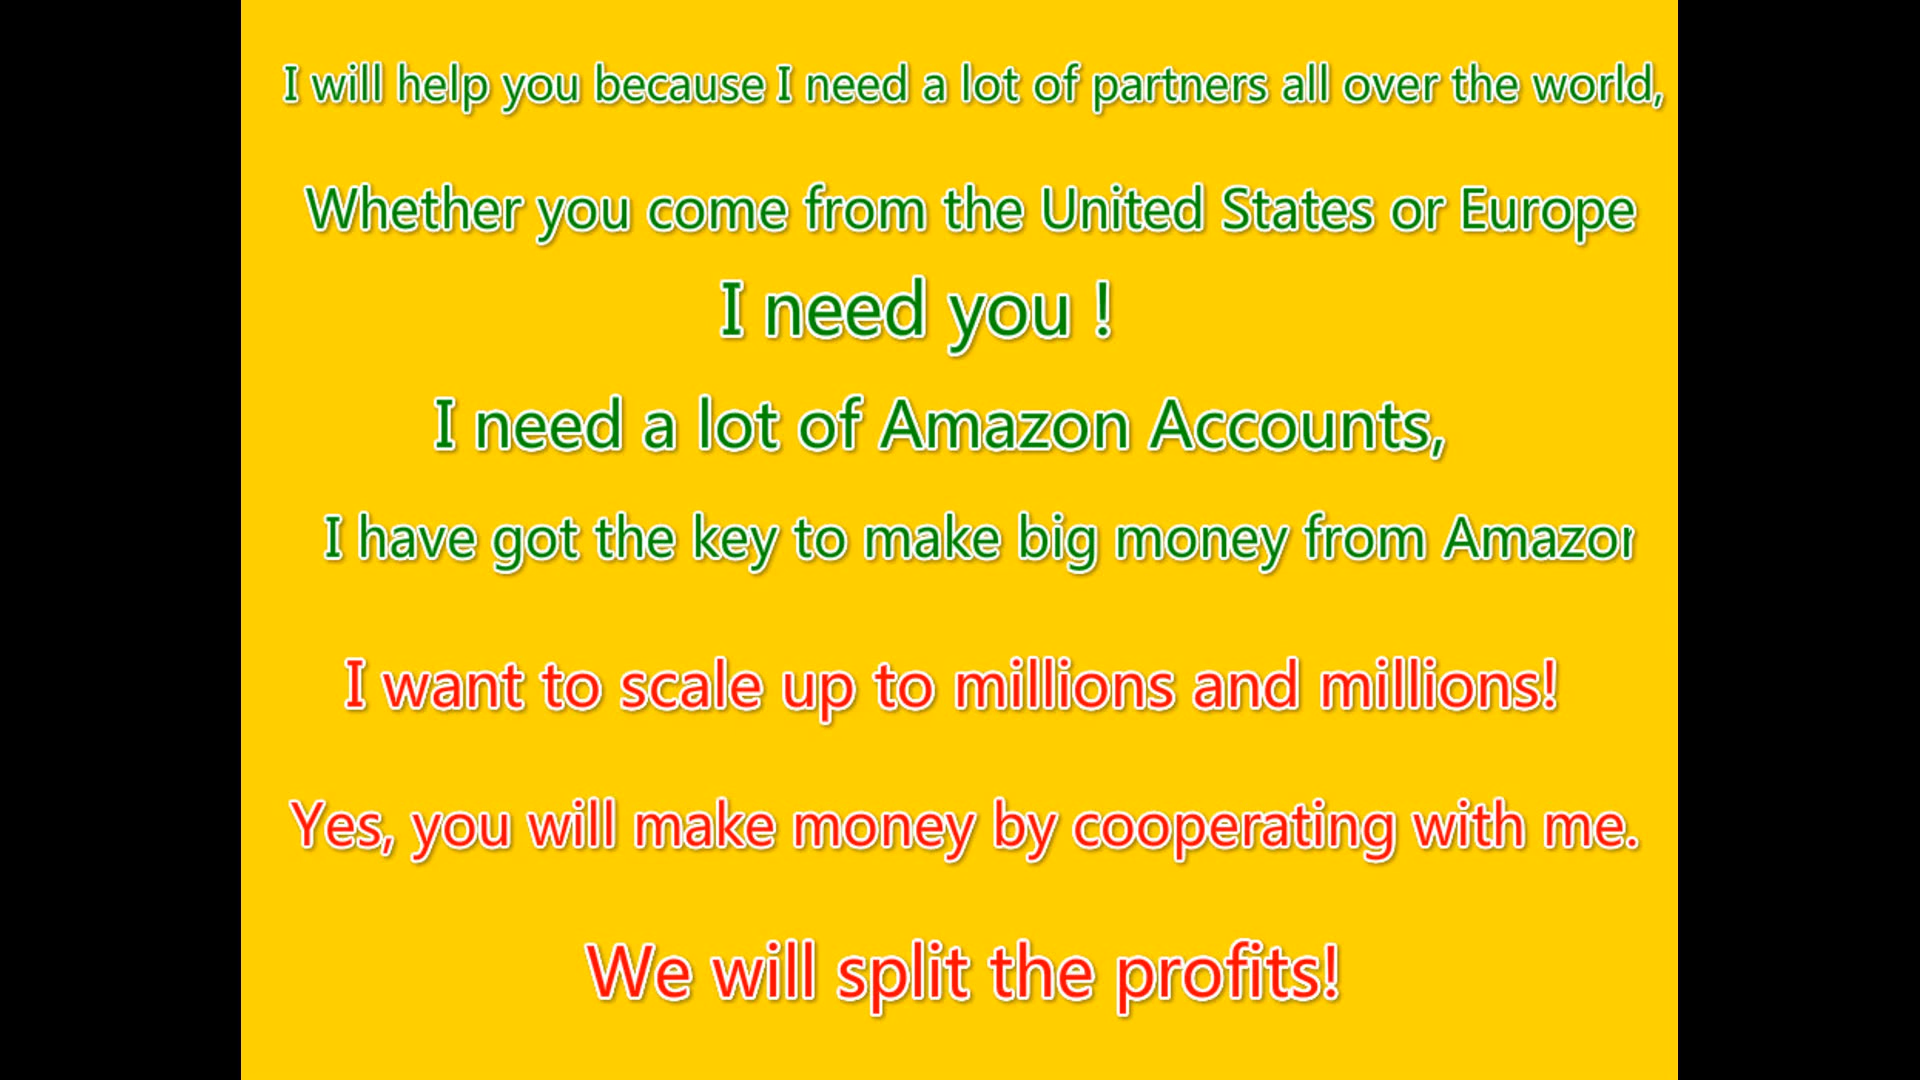 I will help you because I need a lot of partners all over the world,
Whether you come from the United States or Europe
I need you !
I need a lot of Amazon Accounts,
I have got the key to make big money from Amazon
I want to scale up to millions and millions!
Yes, you will make money by cooperating with me.
We will split the profits!